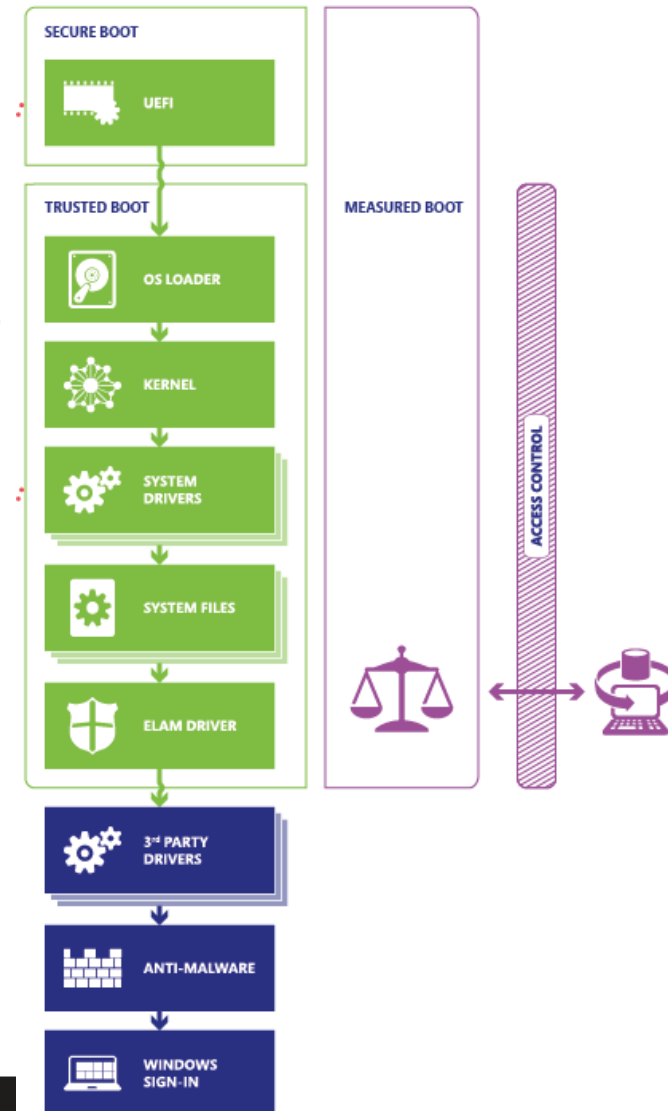 SECURE BOOT
UEFI
TRUSTED BOOT
MEASURED BOOT
OS LOADER
KERNEL
SYSTEM
DRIVERS
ACCESS CONTROL
SYSTEM FILES
ELAM DRIVER
3rd PARTY
DRIVERS
ANTI-MALWARE
WINDOWS
SIGN-IN